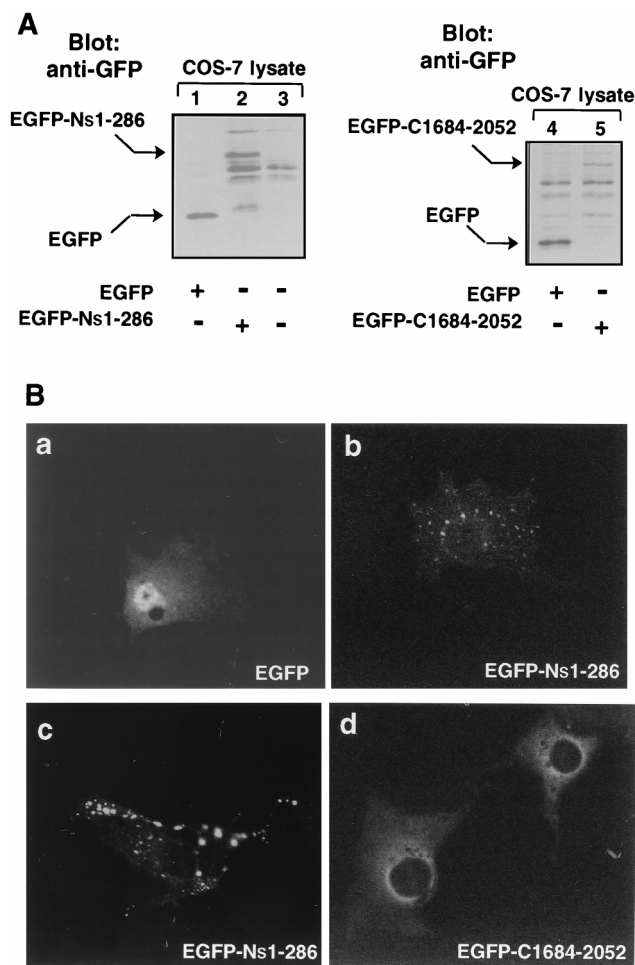 A
Blot:
anti-GFP
COS-7 lysate
1 2 3
EGFP-Ns1-286
EGFP
EGFP + - -
EGFP-Ns1-286 - + -
Blot:
anti-GFP
COS-7 lysate
EGFP-C1684-2052
4 5
EGFP
EGFP + -
EGFP-C1684-2052 - +
B
a
EGFP
b
EGFP-Ns1-286
c
EGFP-Ns1-286
d
EGFP-C1684-2052